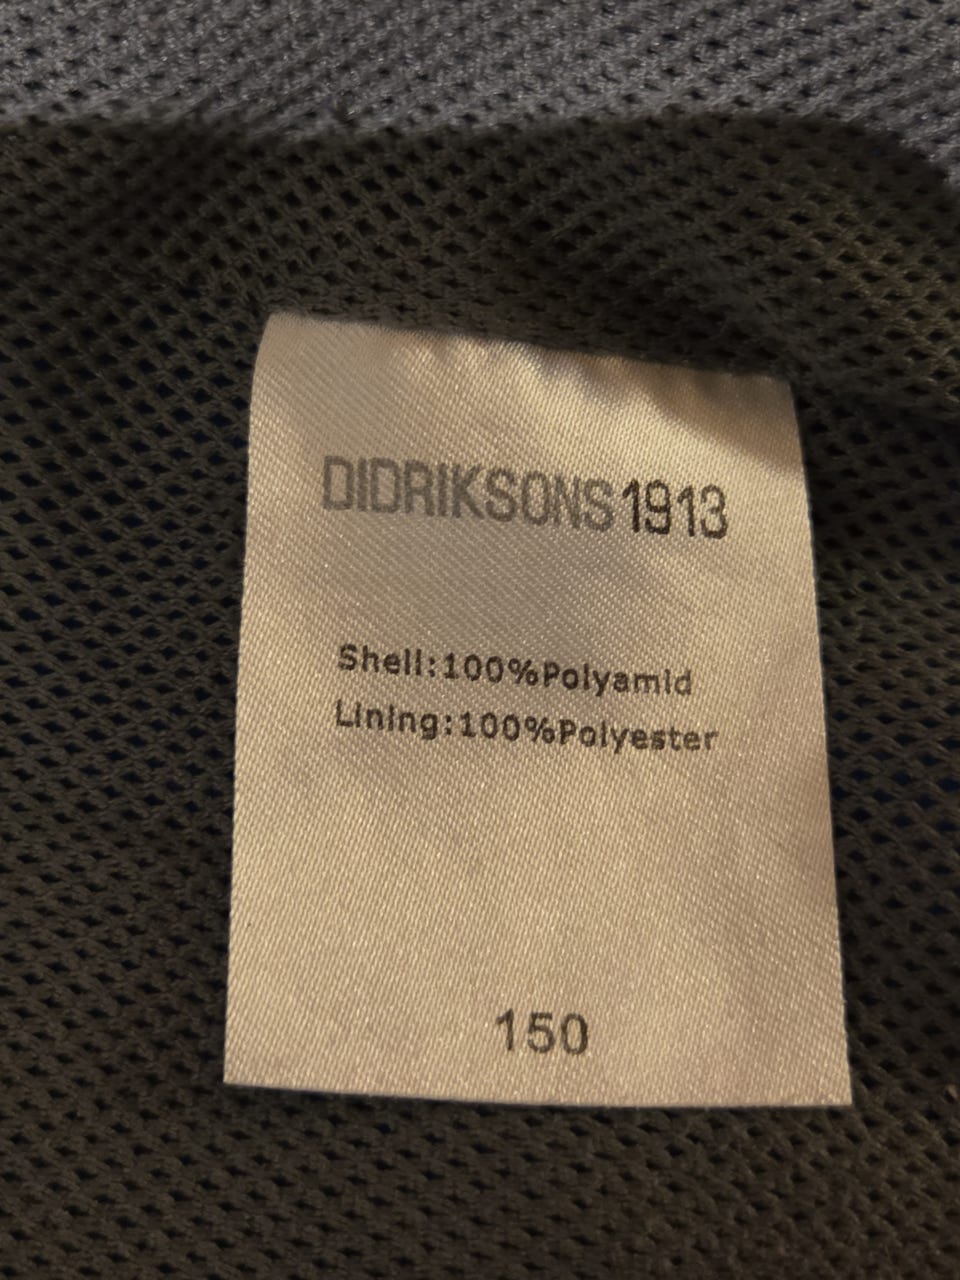 DIDRIKSONS1913
Shell:100%Polyamid
Lining:100%Polyester
150